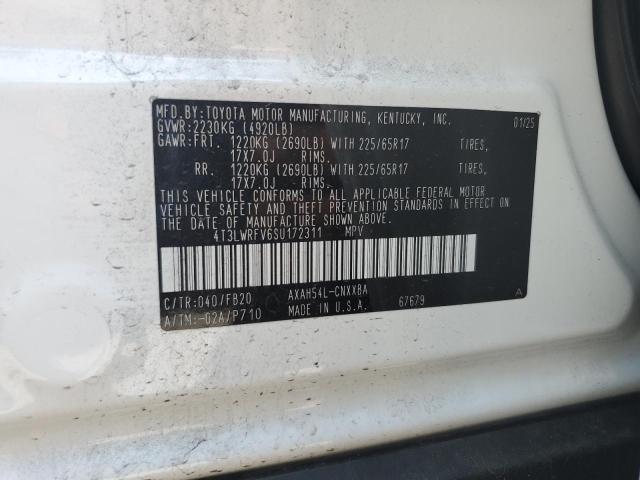 MFD.BY:TOYOTA MOTOR MANUFACTURING, KENTUCKY, INC. 01/25
GVWR:2230KG (4920LB)
GAWR:FRT. 1220KG (2690LB) WITH 225/65R17 TIRES,
17X7.0J RIMS.
RR. 1220KG (2690LB) WITH 225/65R17 TIRES,
17X7.0J RIMS.
THIS VEHICLE CONFORMS TO ALL APPLICABLE FEDERAL MOTOR
VEHICLE SAFETY AND THEFT PREVENTION STANDARDS IN EFFECT ON
THE DATE OF MANUFACTURE SHOWN ABOVE.
4T3LWRFV6SU172311 MPV
C/TR:040/FB20 AXAH54L-CNXXBA A
A/TM:-02A/P710 MADE IN U.S.A. 67679